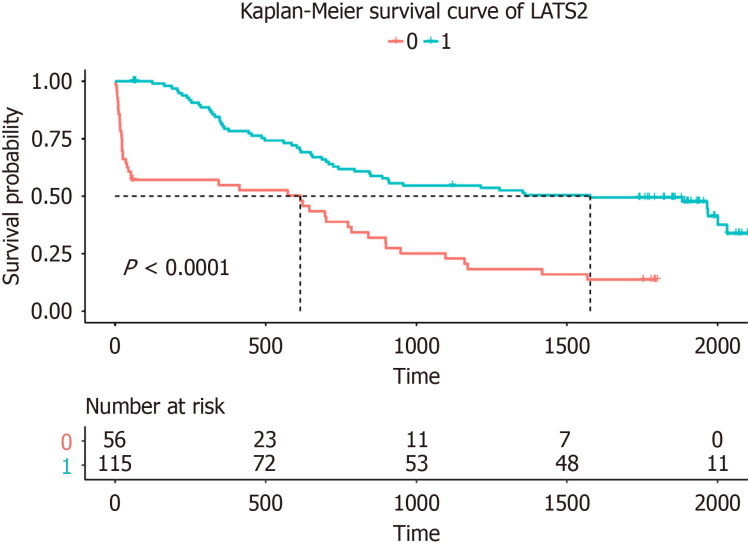 Kaplan-Meier survival curve of LATS2
0 1
Survival probability
1.00
0.75
0.50
0.25
0.00
P < 0.0001
0 500 1000 1500 2000
Time
Number at risk
0 56 23 11 7 0
1 115 72 53 48 11
0 500 1000 1500 2000
Time